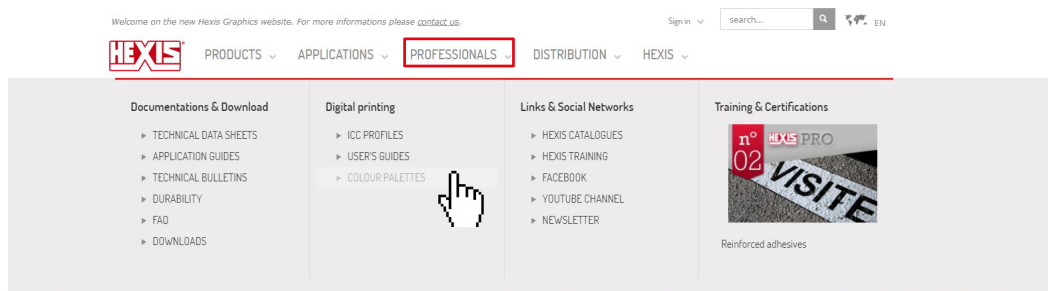 Welcome on the new Hexis Graphics website. For more informations please contact us.
Sign in
search...
EN
HEXIS
PRODUCTS
APPLICATIONS
PROFESSIONALS
DISTRIBUTION
HEXIS
Documentations & Download
TECHNICAL DATA SHEETS
APPLICATION GUIDES
TECHNICAL BULLETINS
DURABILITY
FAQ
DOWNLOADS
Digital printing
ICC PROFILES
USER'S GUIDES
COLOUR PALETTES
Links & Social Networks
HEXIS CATALOGUES
HEXIS TRAINING
FACEBOOK
YOUTUBE CHANNEL
NEWSLETTER
Training & Certifications
n° 02
HEXIS PRO
VISITE
Reinforced adhesives